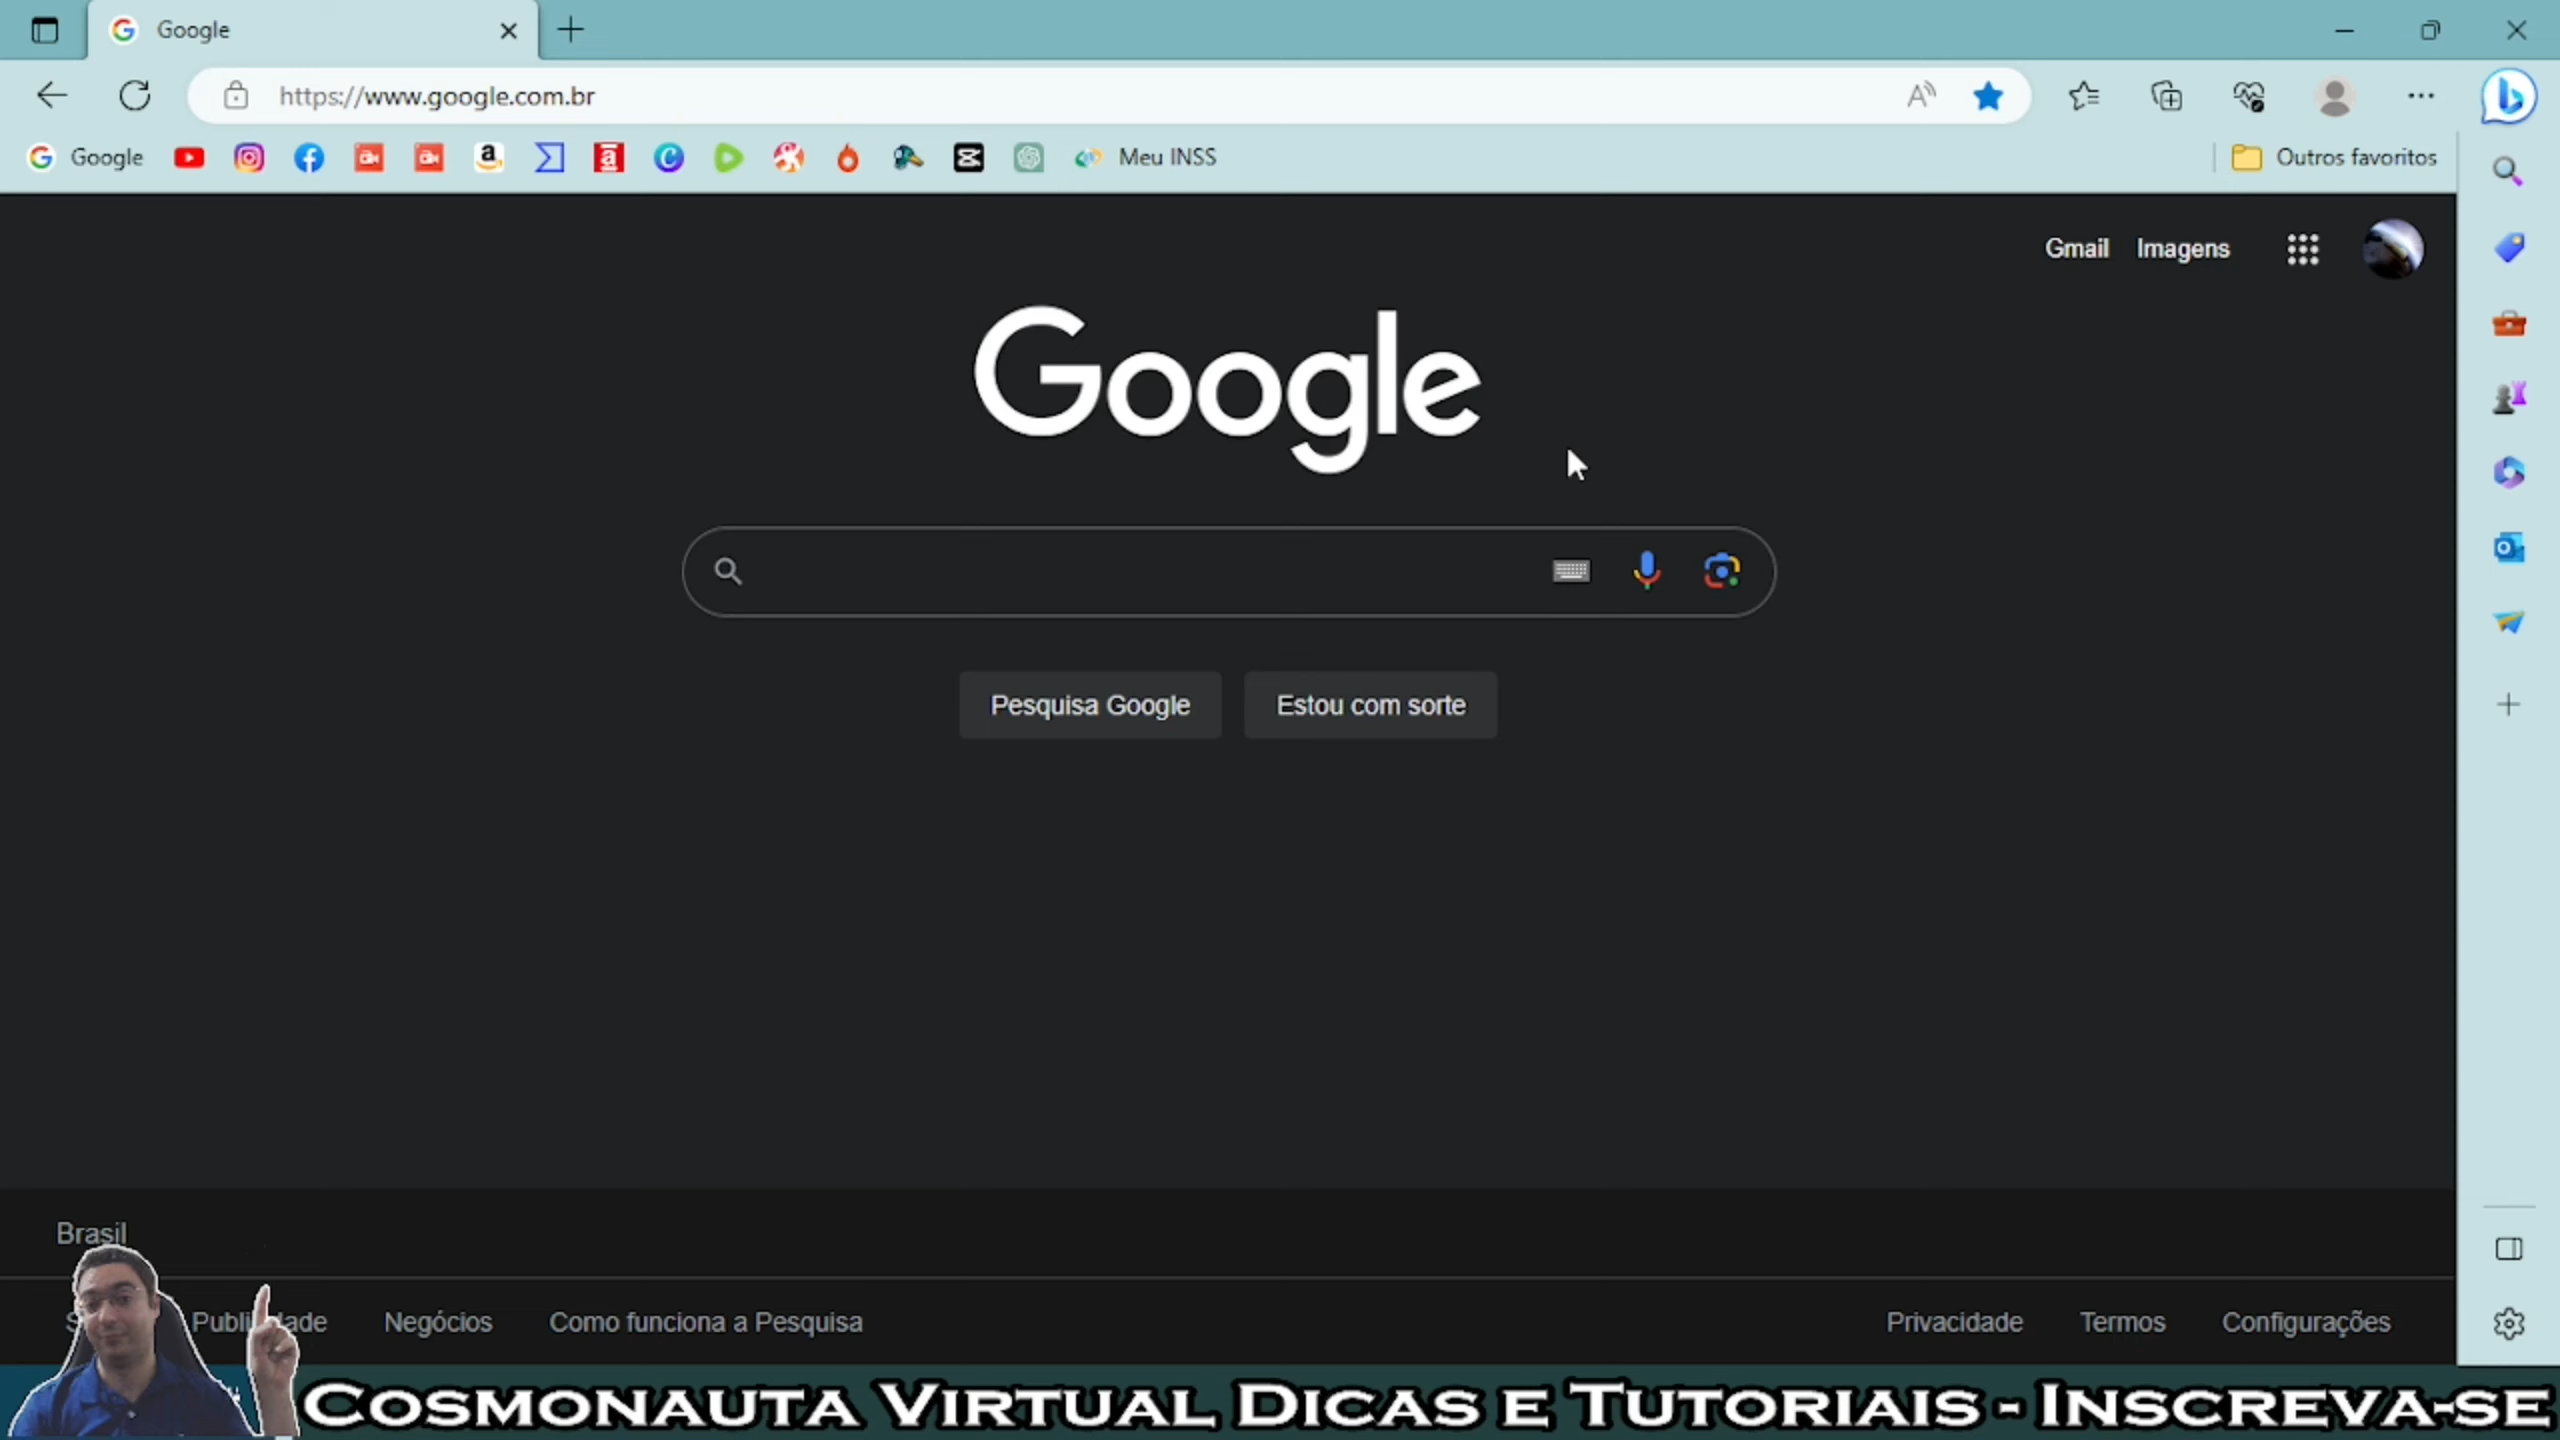 Google
https://www.google.com.br
Google
Meu INSS
Outros favoritos
Gmail Imagens
Google
Pesquisa Google Estou com sorte
Brasil
Negócios Como funciona a Pesquisa Privacidade Termos Configurações
COSMONAUTA VIRTUAL DICAS E TUTORIAIS - INSCREVA-SE